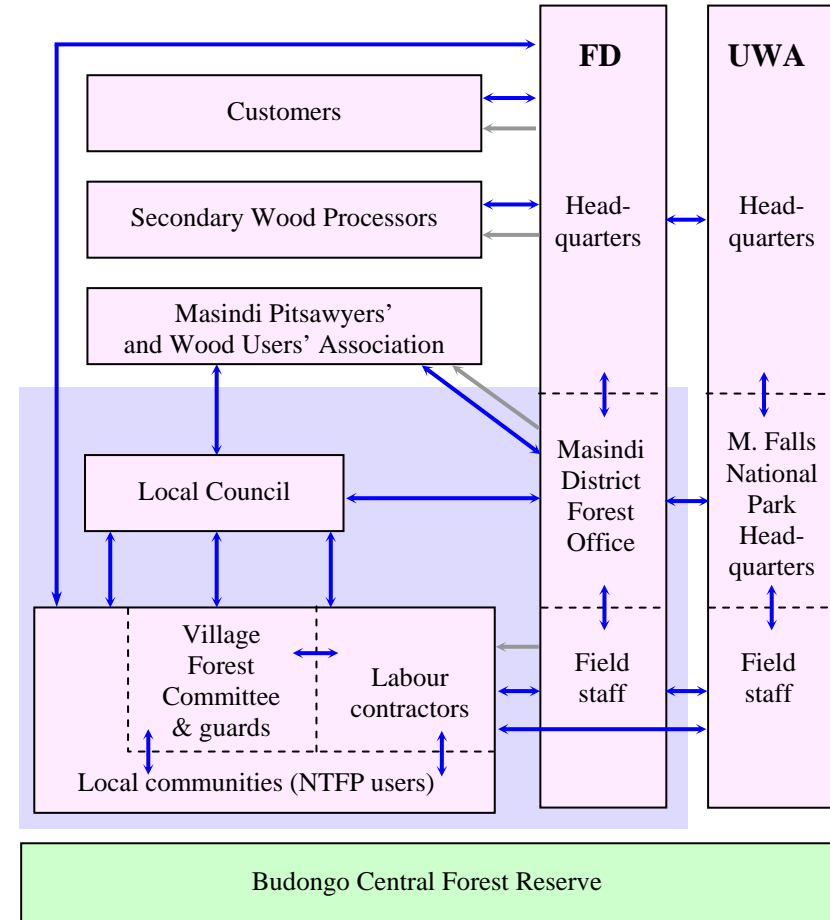 FD
UWA
Customers
Secondary Wood Processors
Head-
quarters
Head-
quarters
Masindi Pitsawyers’
and Wood Users’ Association
Local Council
Masindi
District
Forest
Office
M. Falls
National
Park
Head-
quarters
Village
Forest
Committee
& guards
Labour
contractors
Field
staff
Field
staff
Local communities (NTFP users)
Budongo Central Forest Reserve